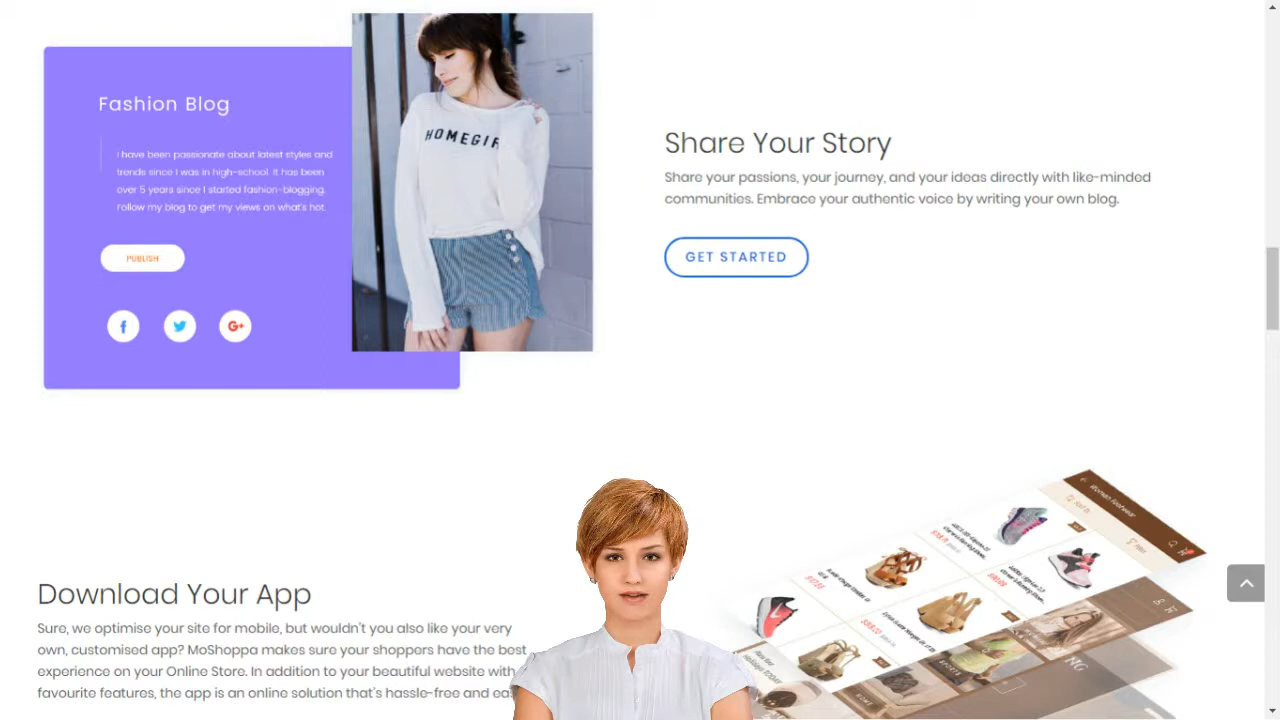 Fashion Blog
I have been passionate about latest styles and
trends since I was in high-school. It has been
over 5 years since I started fashion-blogging.
Follow my blog to get my views on what's hot.
PUBLISH
f
G+
HOMEGIR
Share Your Story
Share your passions, your journey, and your ideas directly with like-minded
communities. Embrace your authentic voice by writing your own blog.
GET STARTED
Download Your App
Sure, we optimise your site for mobile, but wouldn't you also like your very
own, customised app? MoShoppa makes sure your shoppers have the best
experience on your Online Store. In addition to your beautiful website with
favourite features, the app is an online solution that's hassle-free and
Women Footwear
Sort by
Filter